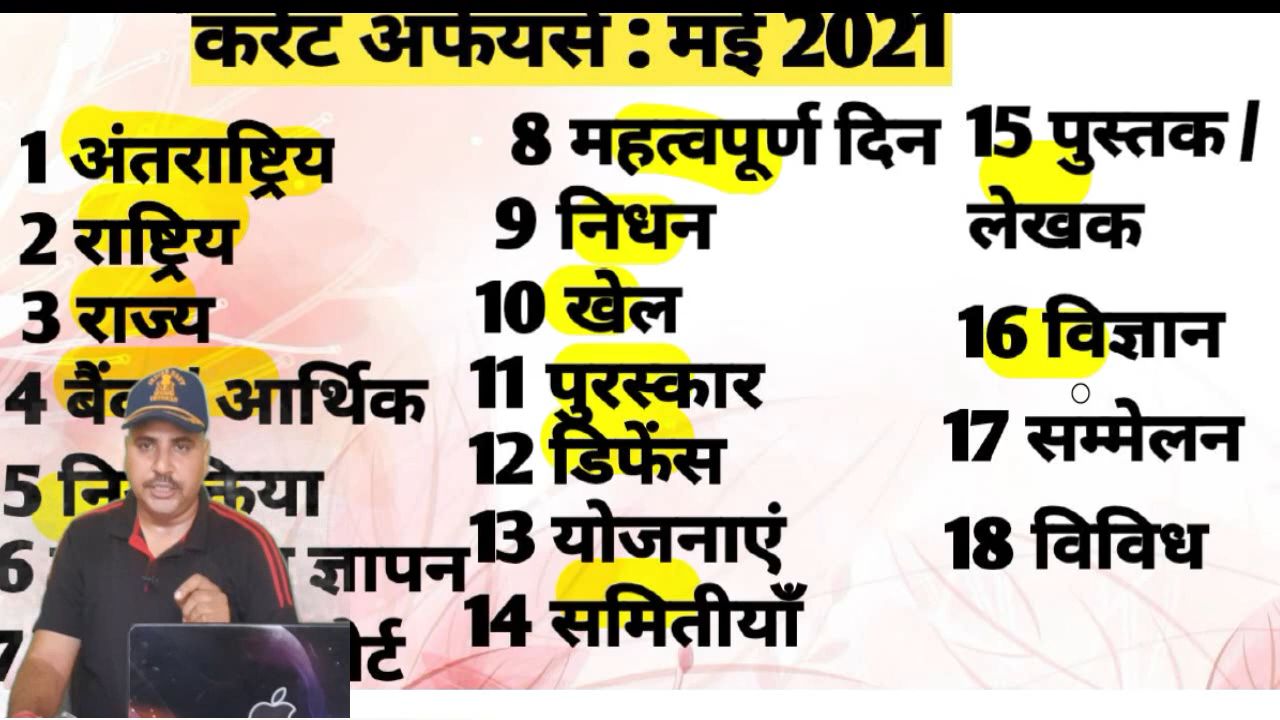 करेंट अफेयर्स : मई 2021
1 अंतराष्ट्रिय
2 राष्ट्रिय
3 राज्य
4 आर्थिक
5
6 ज्ञापन
7
8 महत्वपूर्ण दिन
9 निधन
10 खेल
11 पुरस्कार
12 डिफेंस
13 योजनाएं
14 समितीयाँ
15 पुस्तक /
लेखक
16 विज्ञान
17 सम्मेलन
18 विविध